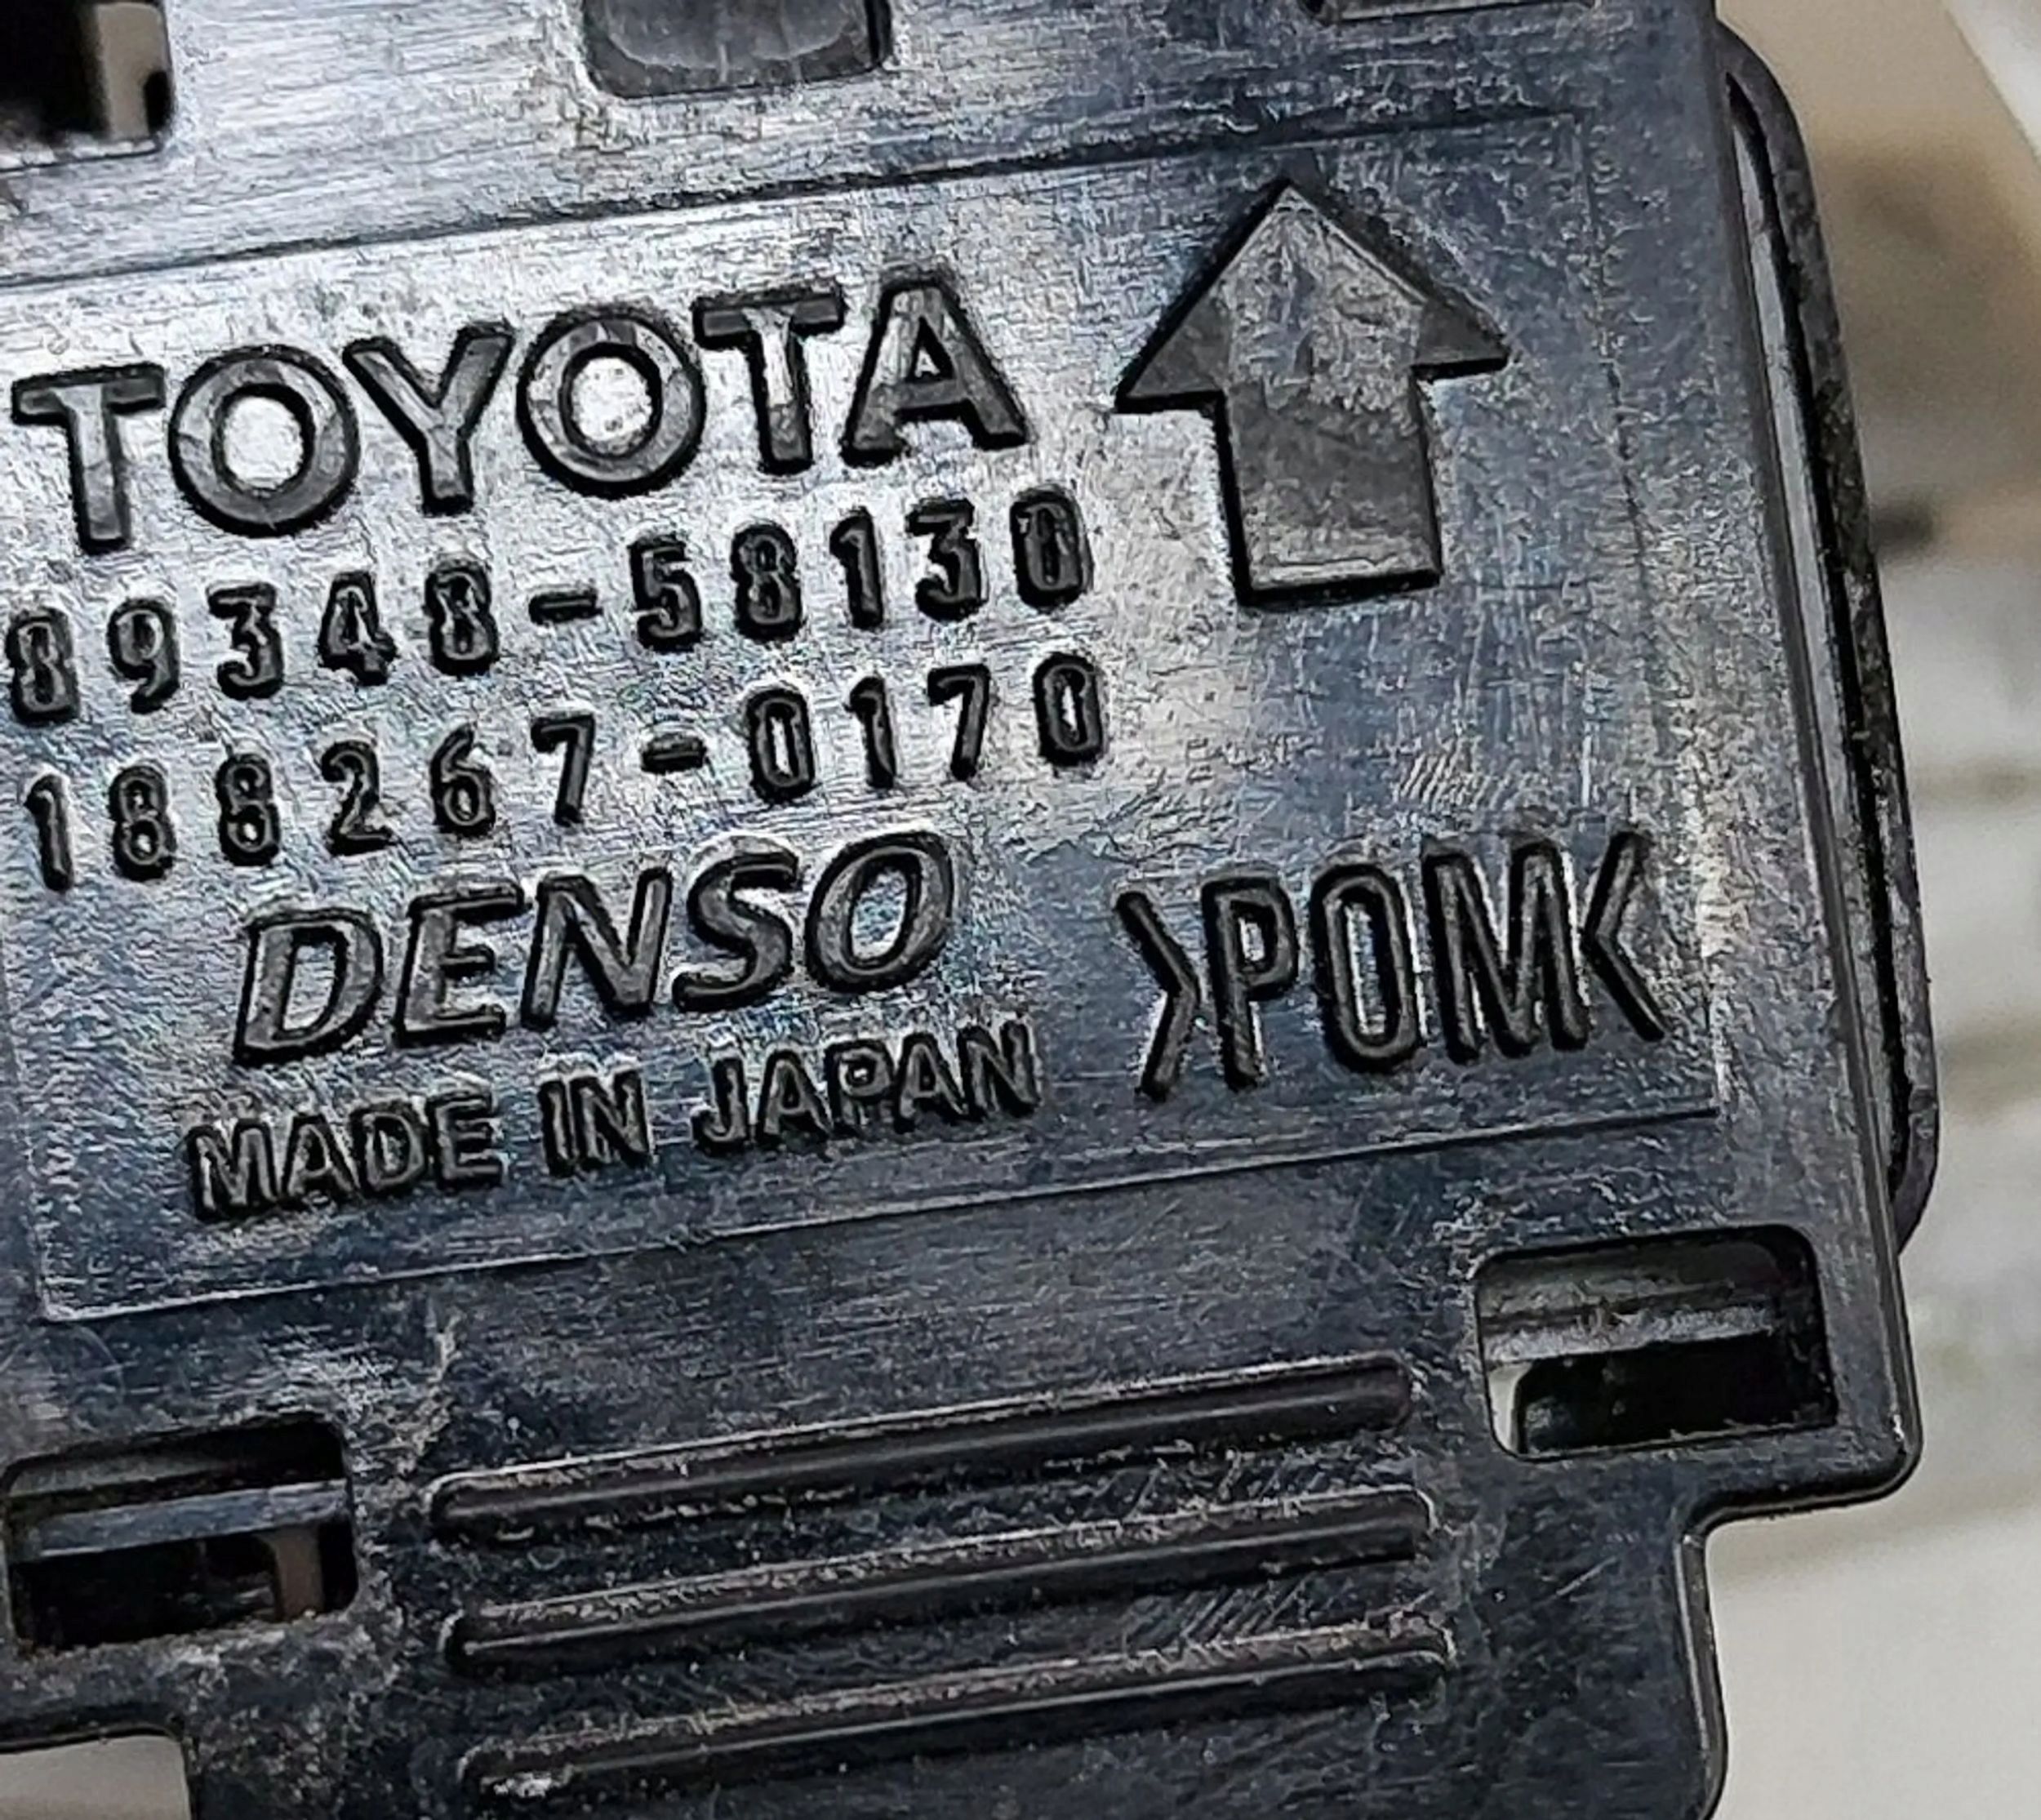 TOYOTA
89348-58130
188267-0170
DENSO
MADE IN JAPAN
>POM<